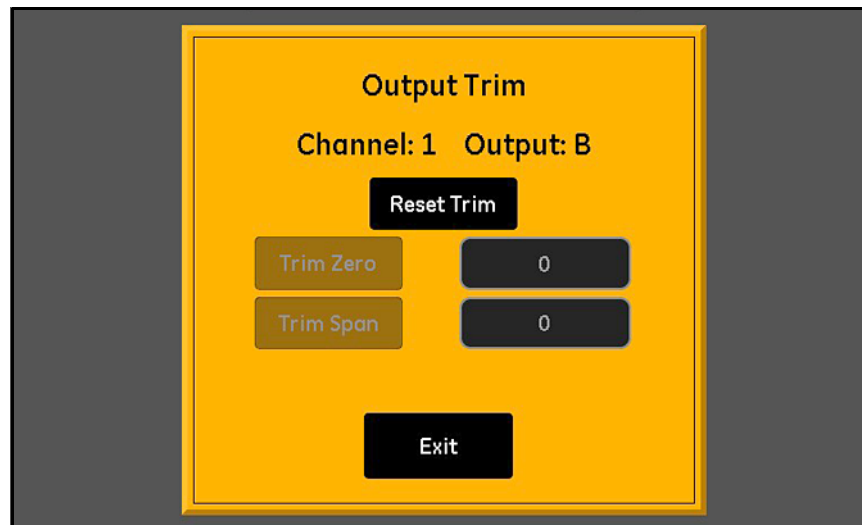 Output Trim
Channel: 1 Output: B
Reset Trim
Trim Zero 0
Trim Span 0
Exit